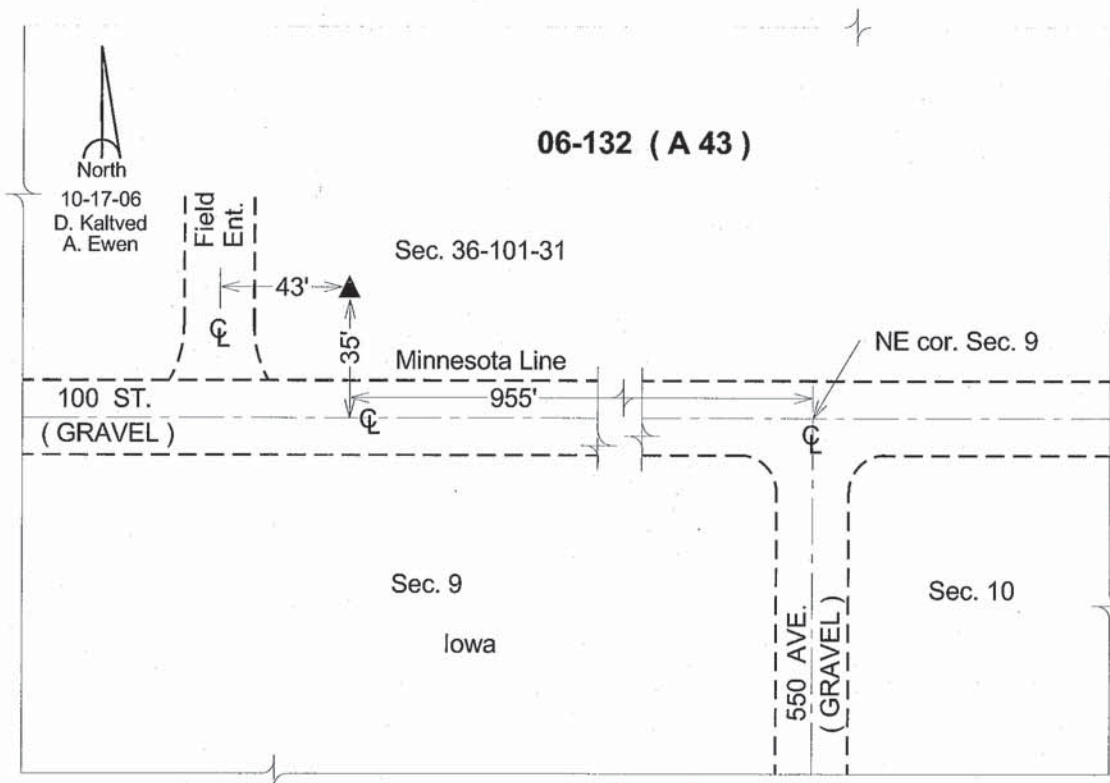 06-132 ( A 43 )
North
10-17-06
D. Kaltved
A. Ewen
Field
Ent.
Sec. 36-101-31
43'
℄
35'
NE cor. Sec. 9
Minnesota Line
955'
100 ST.
( GRAVEL )
℄
℄
Sec. 9
Iowa
550 AVE.
( GRAVEL )
Sec. 10